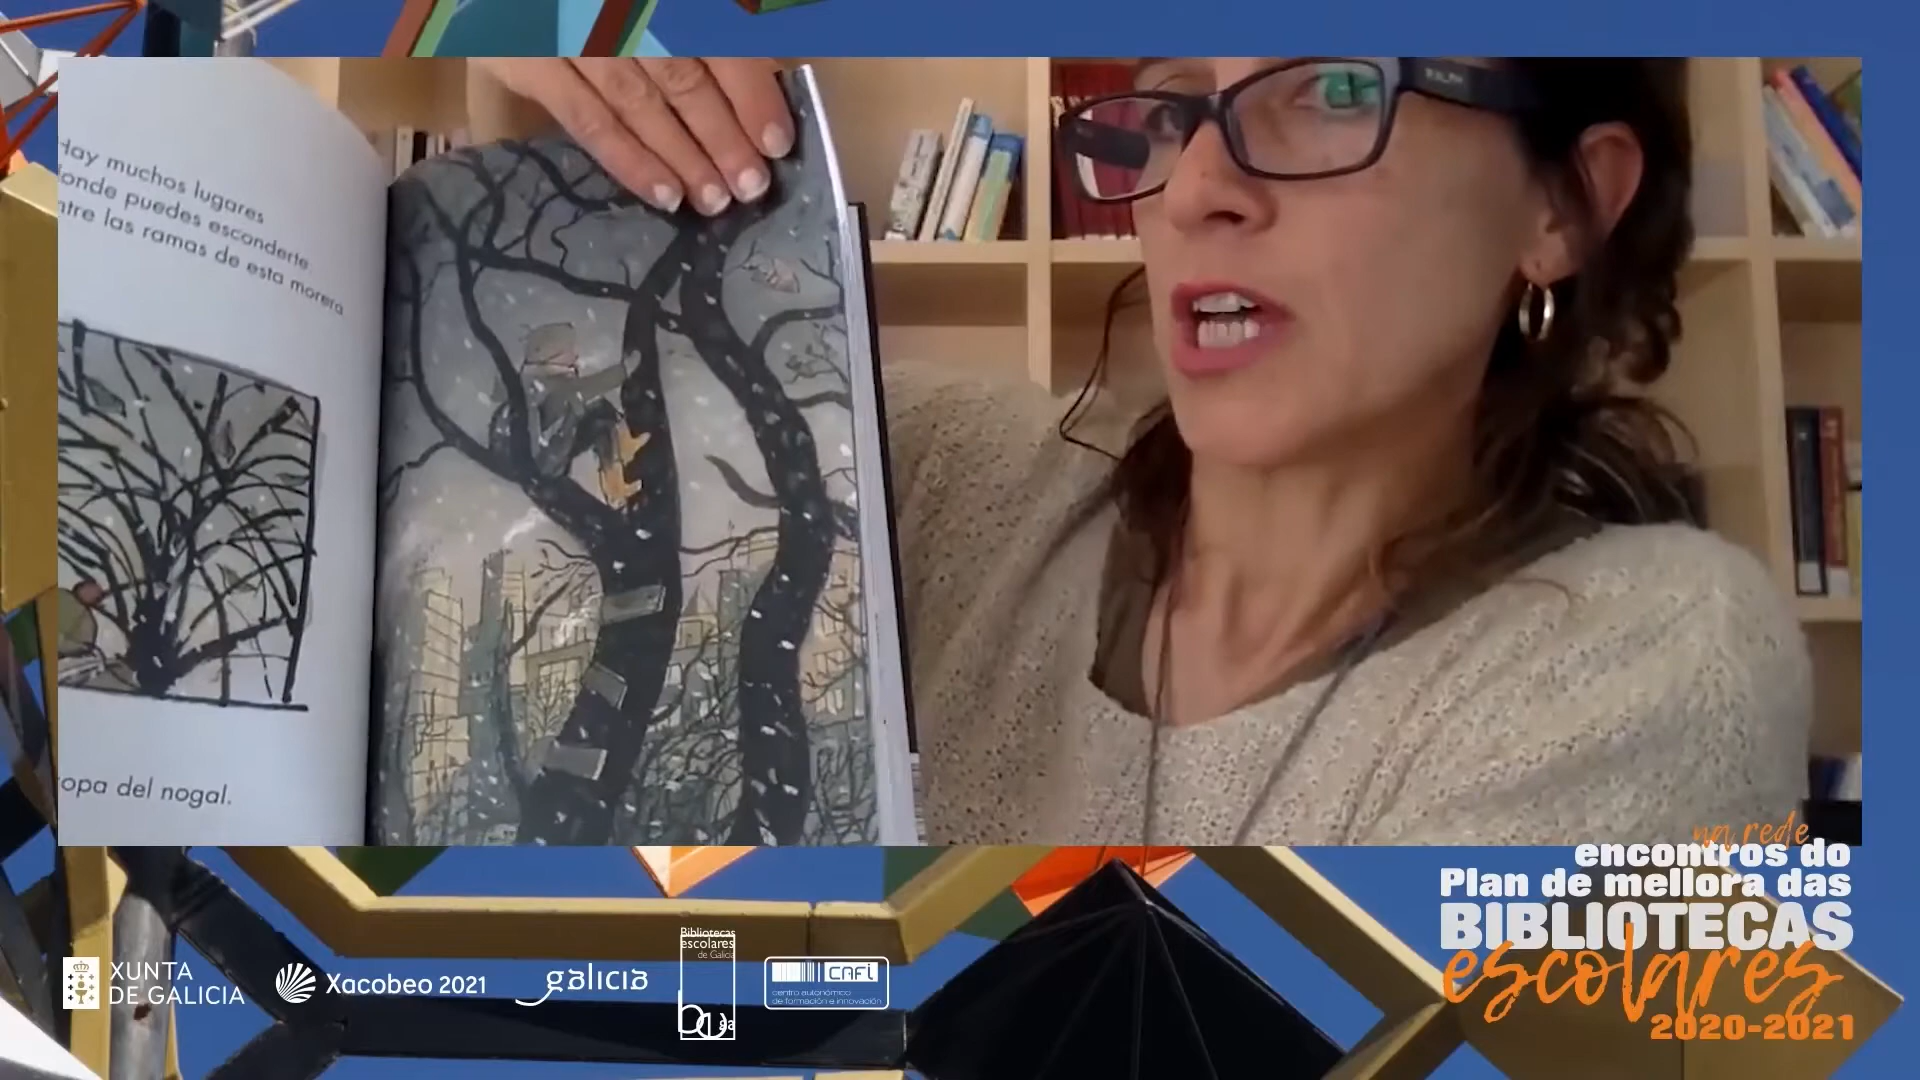 Hay muchos lugares
donde puedes esconderte.
entre las ramas de esta morera
copa del nogal.
na rede
encontros do
Plan de mellora das
BIBLIOTECAS
escolares
2020-2021
XUNTA
DE GALICIA
Xacobeo 2021
galicia
Bibliotecas
escolares
de Galicia
CAFi
centro autonómico
de formación e innovación